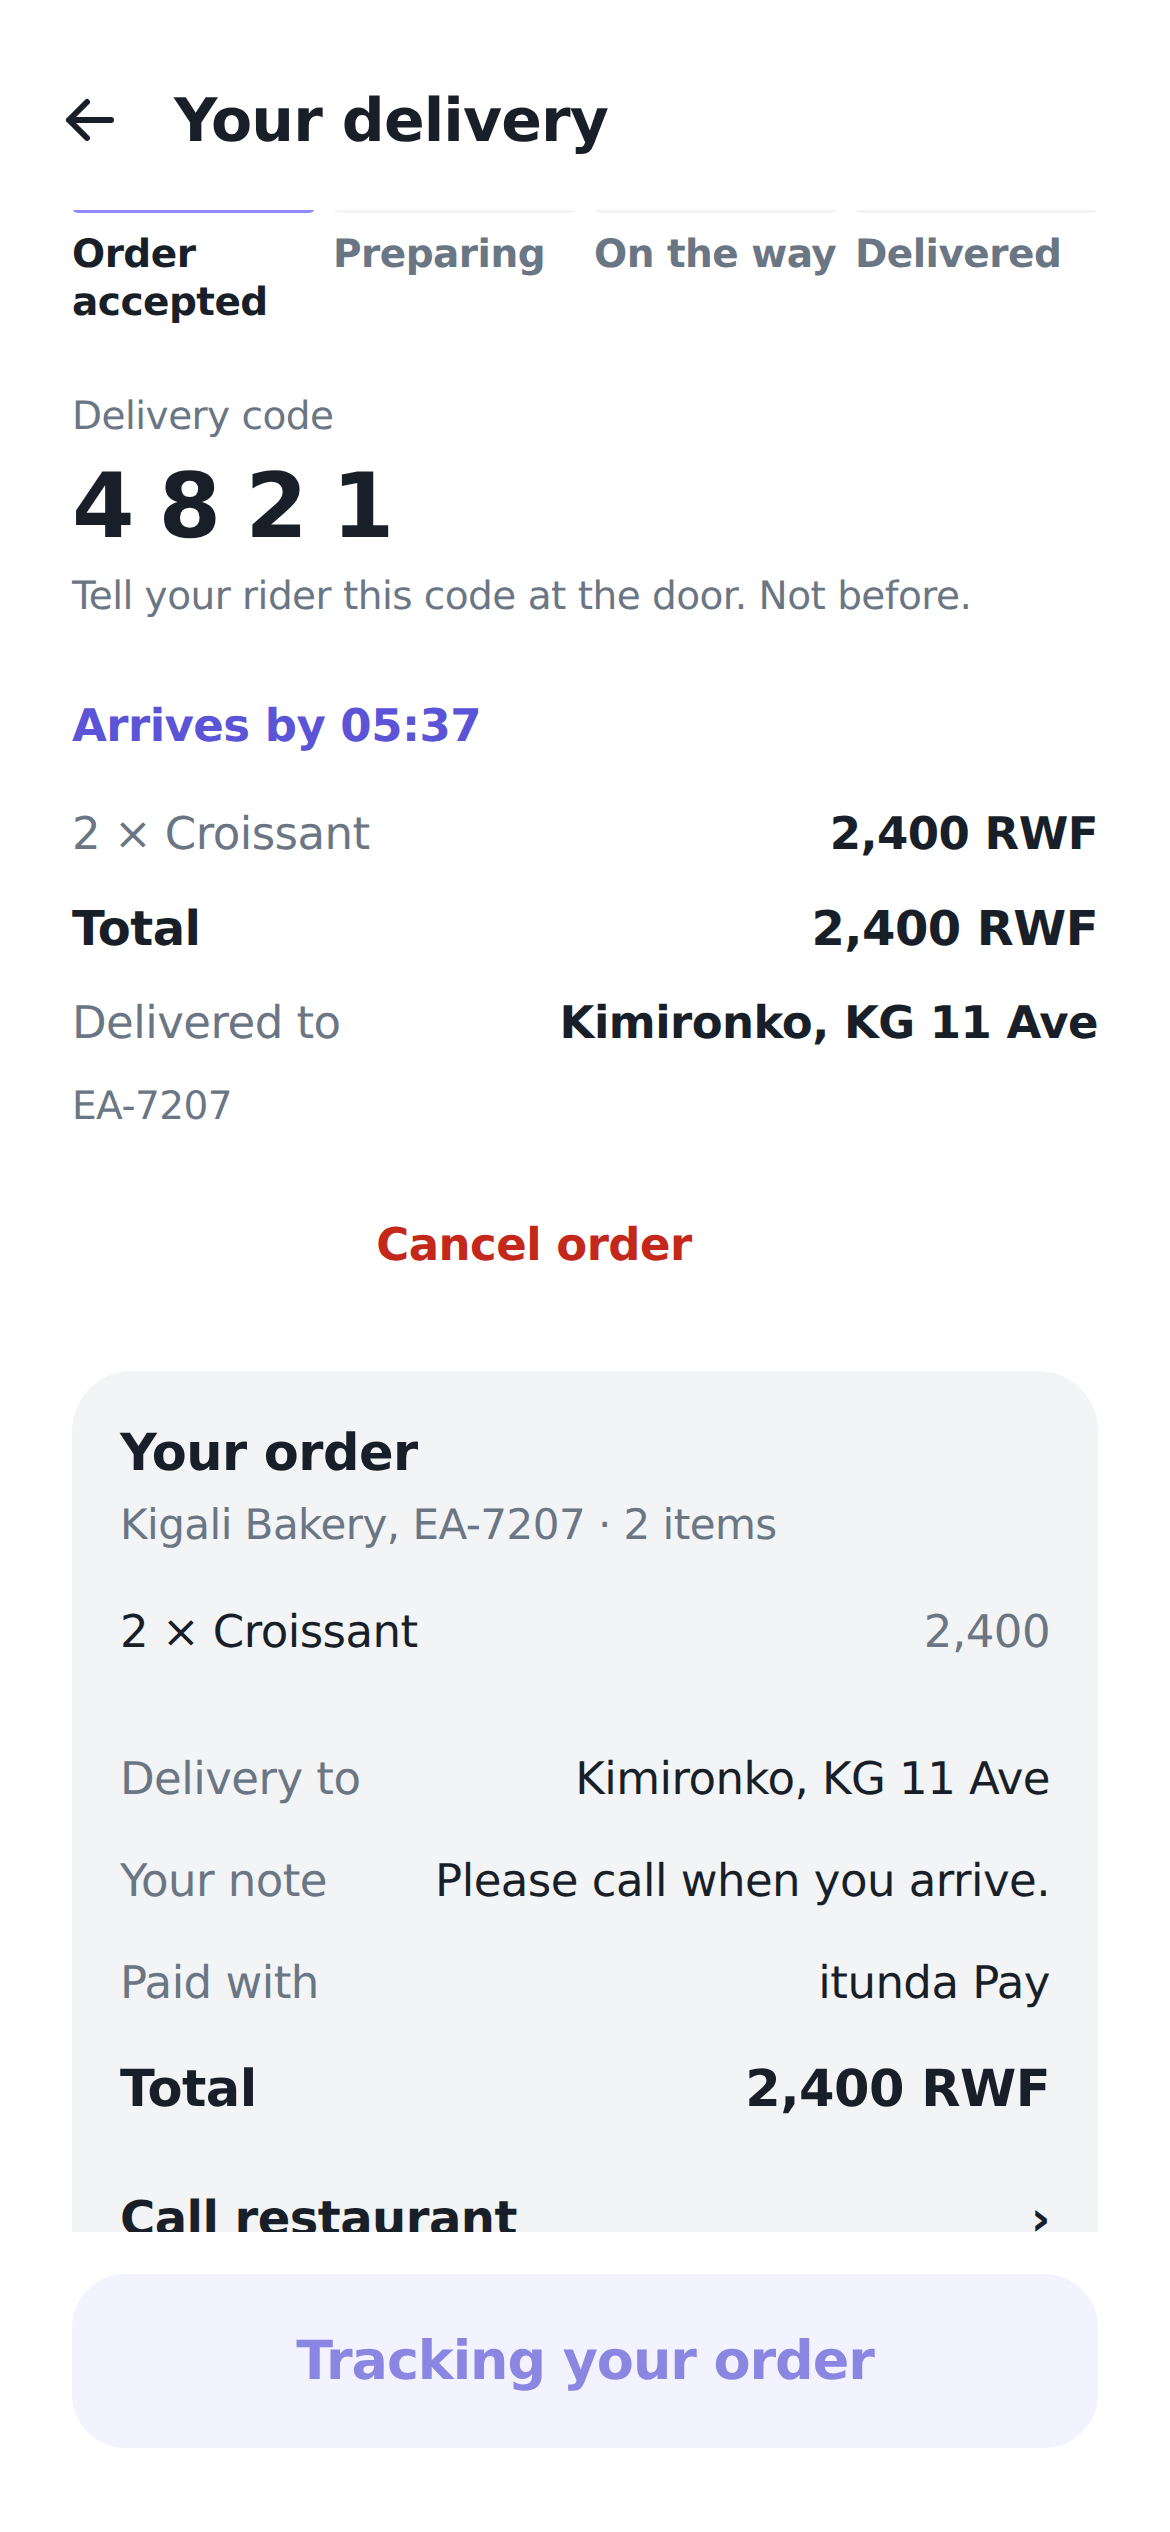 Your delivery
Order accepted
Preparing
On the way
Delivered
Delivery code
4821
Tell your rider this code at the door. Not before.
Arrives by 05:37
2 × Croissant 2,400 RWF
Total 2,400 RWF
Delivered to Kimironko, KG 11 Ave
EA-7207
Cancel order
Your order
Kigali Bakery, EA-7207 · 2 items
2 × Croissant 2,400
Delivery to Kimironko, KG 11 Ave
Your note Please call when you arrive.
Paid with itunda Pay
Total 2,400 RWF
Call restaurant ›
Tracking your order